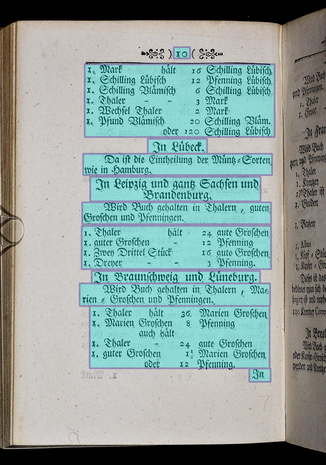 10
1. Mark hält 16 Schilling Lübisch
1. Schilling Lübisch 12 Pfenning Lübisch
1. Schilling Vlämisch 6 Schilling Lübisch
1. Thaler - - 3 Mark
1. Wechsel Thaler 2 Mark
1. Pfund Vlämisch 20 Schilling Vläm.
oder 120 Schilling Lübisch
In Lübeck.
Da ist die Eintheilung der Müntz-Sorten
wie in Hamburg.
In Leipzig und gantz Sachsen und
Brandenburg.
Wird Buch gehalten in Thalern, guten
Groschen und Pfenningen.
1. Thaler hält 24 gute Groschen
1. guter Groschen - 12 Pfenning
1. Zwey Drittel Stück 16 gute Groschen
1. Dreyer - 3 Pfenning.
In Braunschweig und Lüneburg.
Wird Buch gehalten in Thalern, Ma-
rien-Groschen und Pfenningen.
1. Thaler hält 36 Marien Groschen
1. Marien Groschen 8 Pfenning
auch hält
1. Thaler - 24 gute Groschen
1. guter Groschen 1½ Marien Groschen
oder 12 Pfenning.
In